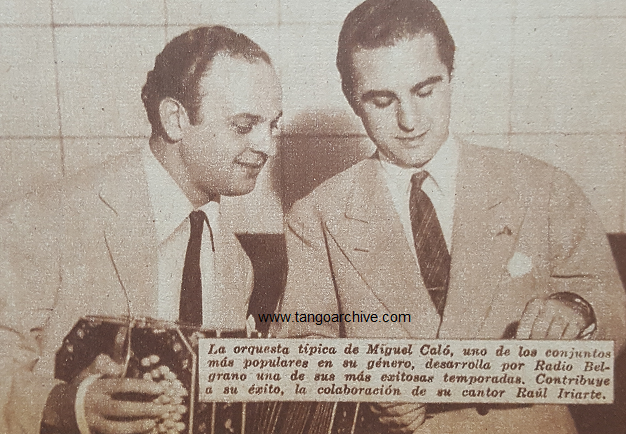 www.tangoarchive.com
La orquesta típica de Miguel Caló, uno de los conjuntos
más populares en su género, desarrolla por Radio Bel-
grano una de sus más exitosas temporadas. Contribuye
a su éxito, la colaboración de su cantor Raúl Iriarte.